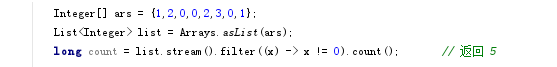 Integer[] ars = {1,2,0,0,2,3,0,1};
List<Integer> list = Arrays.asList(ars);
long count = list.stream().filter((x) -> x != 0).count();    // 返回 5